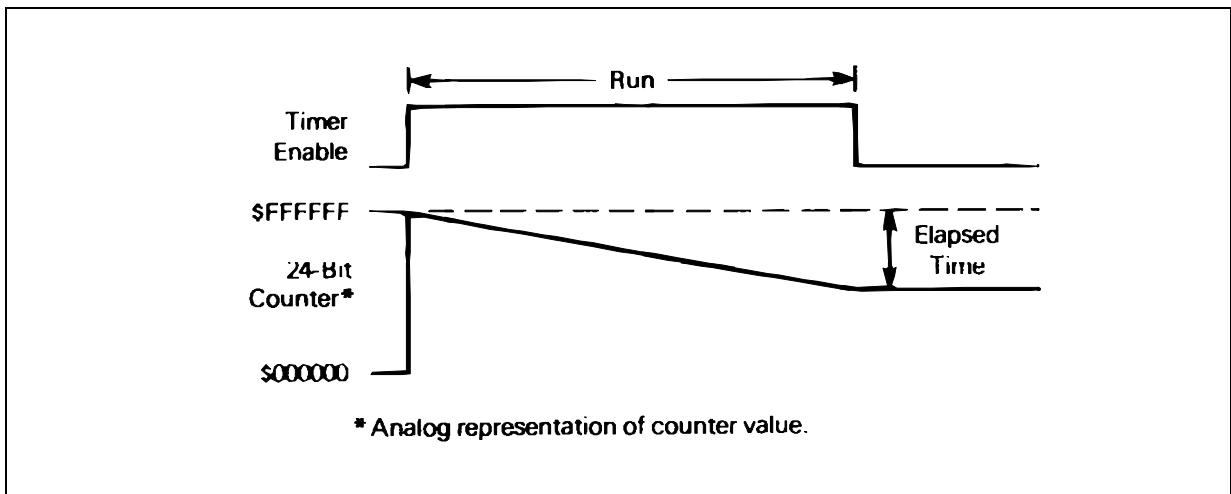 Run
Timer
Enable
$FFFFFF
Elapsed
Time
24-Bit
Counter*
$000000
* Analog representation of counter value.